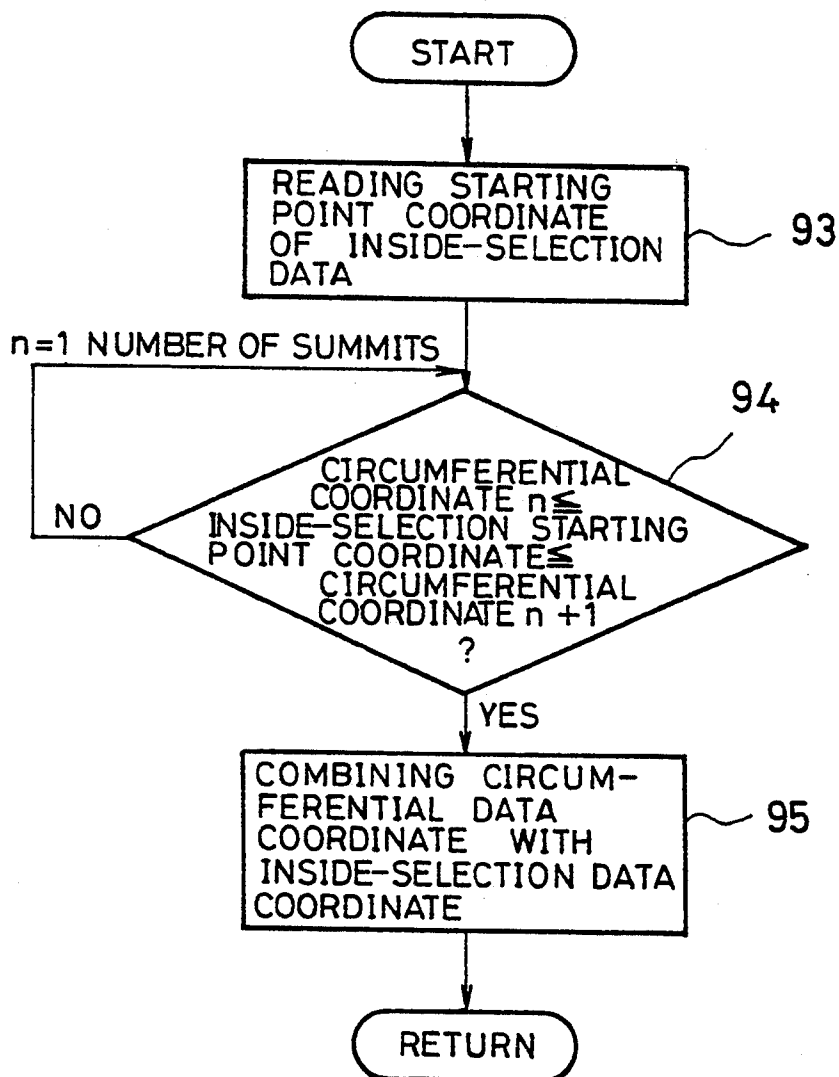 START
READING STARTING
POINT COORDINATE
OF INSIDE-SELECTION
DATA
93
n=1 NUMBER OF SUMMITS
94
CIRCUMFERENTIAL
COORDINATE n≦
INSIDE-SELECTION STARTING
POINT COORDINATE≦
CIRCUMFERENTIAL
COORDINATE n+1
?
NO
YES
COMBINING CIRCUM-
FERENTIAL DATA
COORDINATE WITH
INSIDE-SELECTION DATA
COORDINATE
95
RETURN